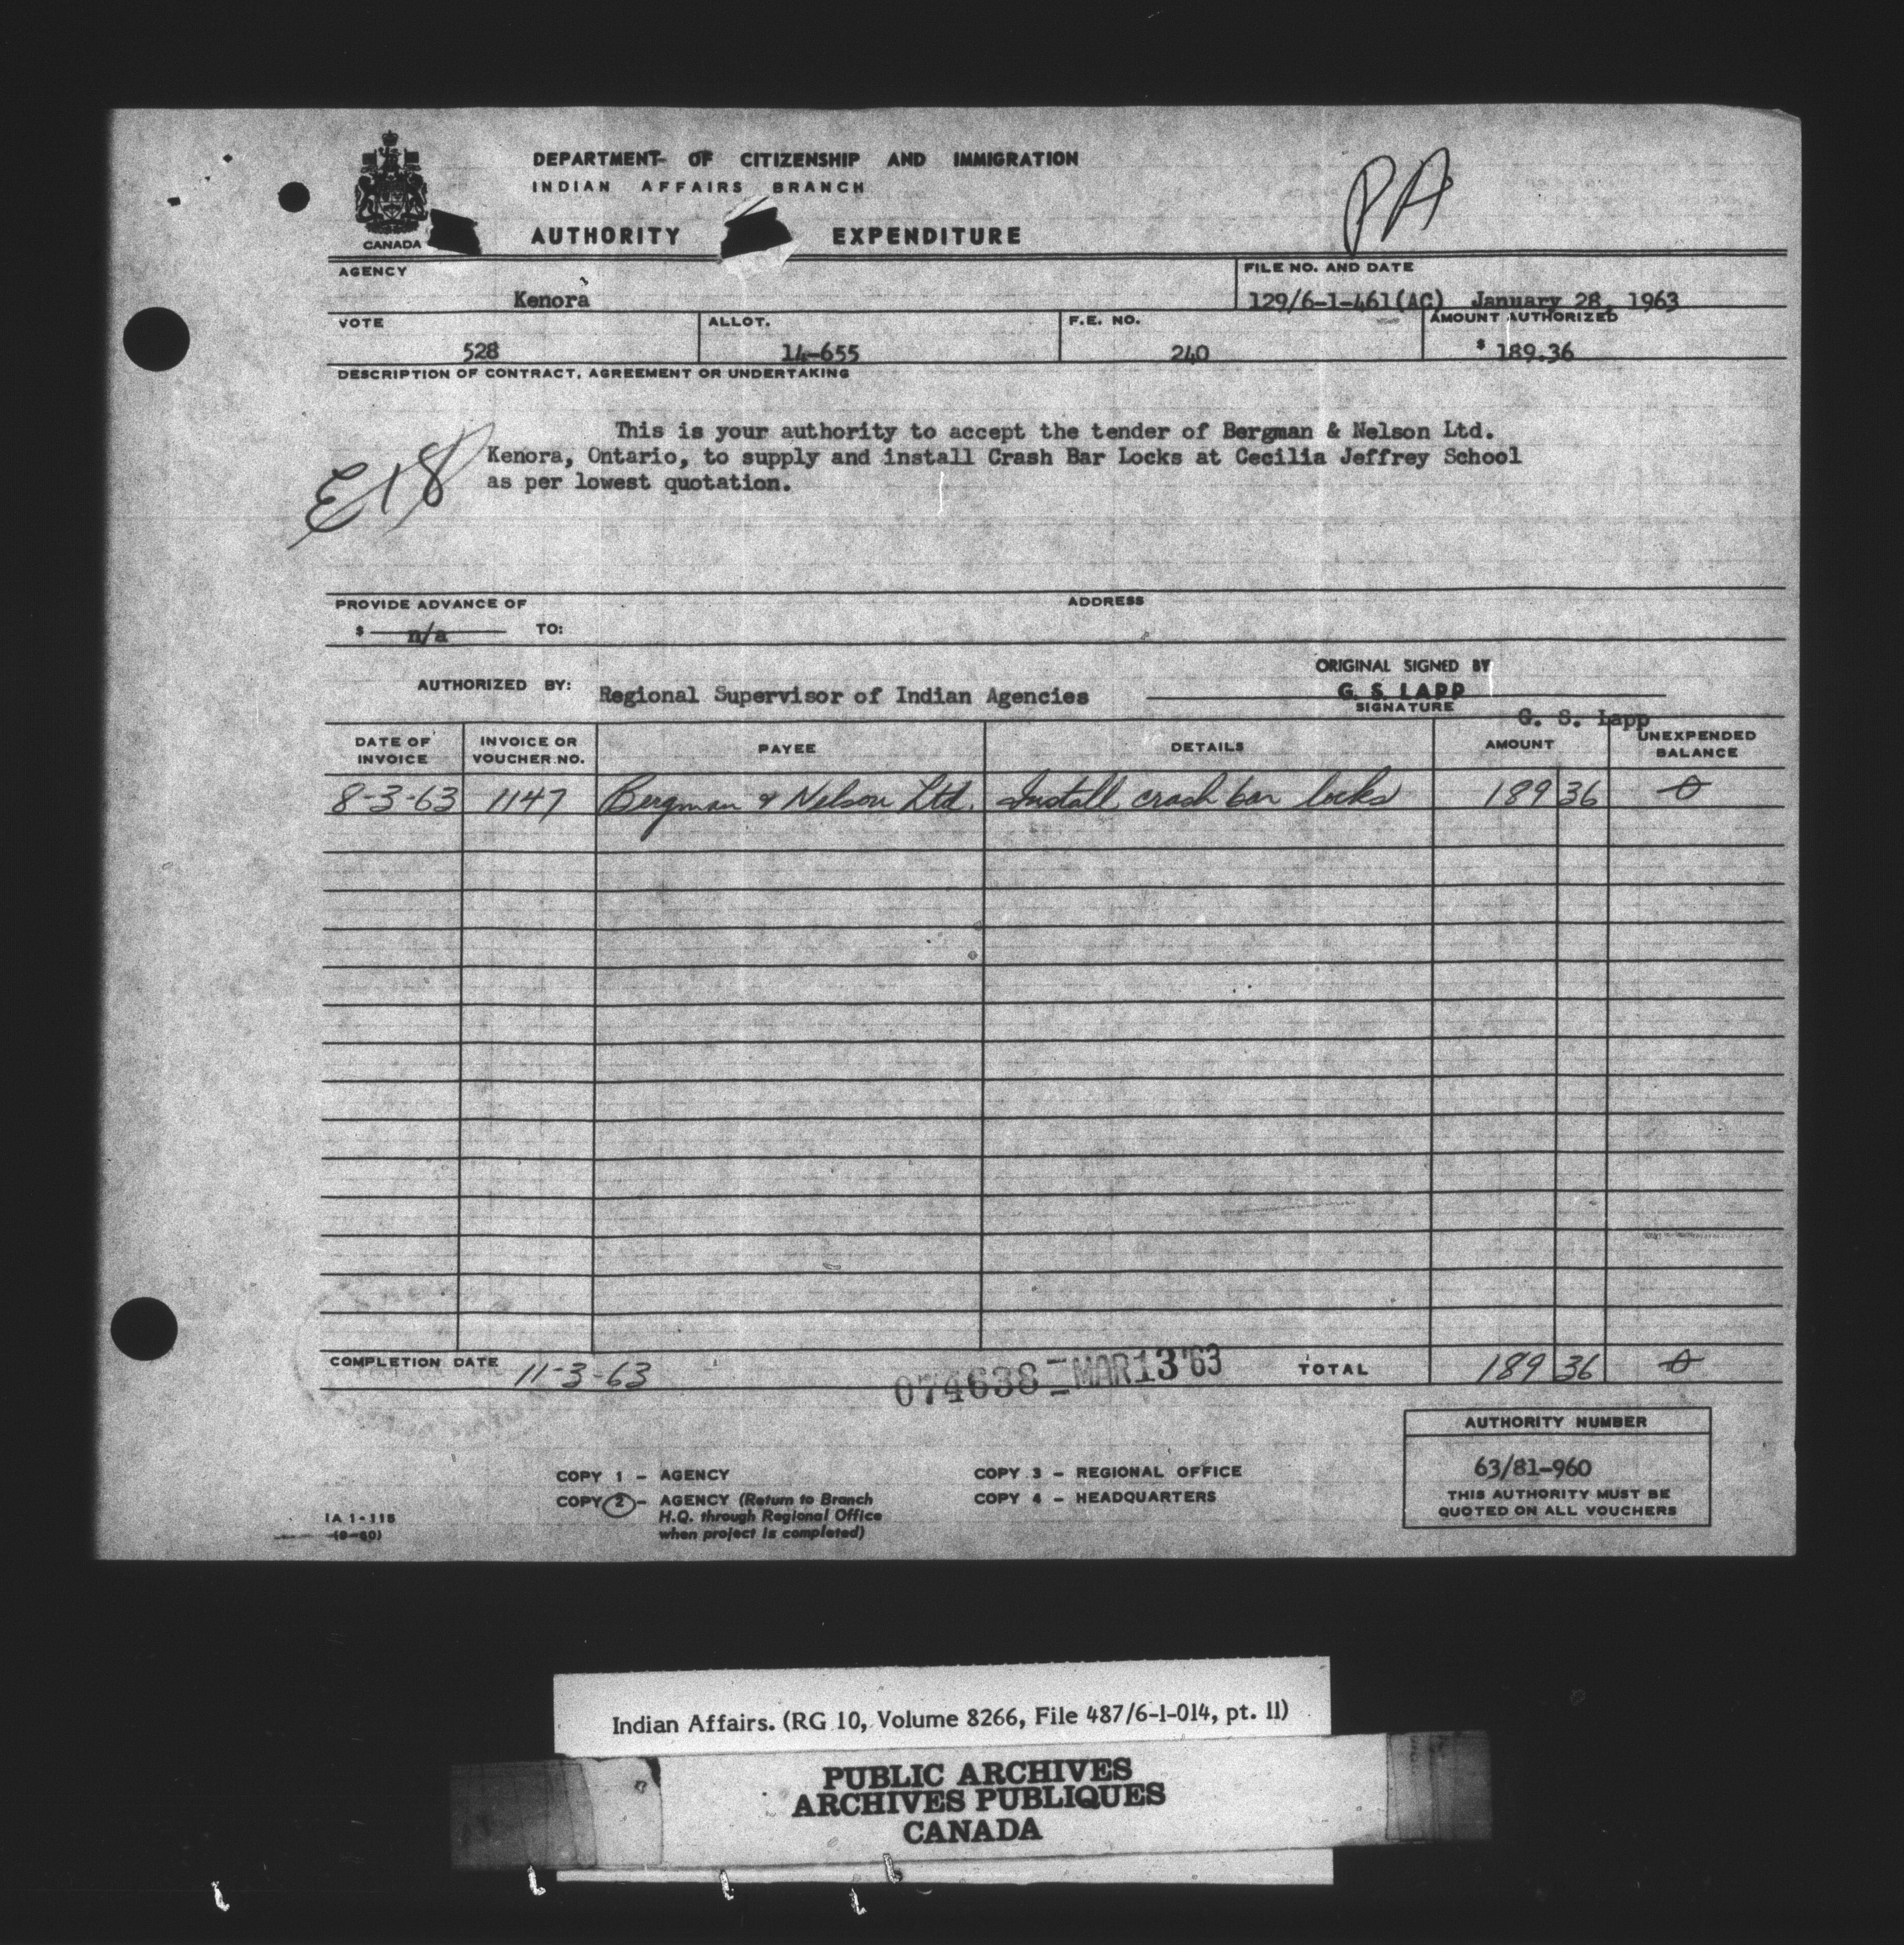 DEPARTMENT OF CITIZENSHIP AND IMMIGRATION
INDIAN AFFAIRS BRANCH
CANADA
AUTHORITY EXPENDITURE
PA
AGENCY
Kenora
FILE NO. AND DATE
129/6-1-461(AC) January 28, 1963
VOTE
528
ALLOT.
14-655
F.E. NO.
240
AMOUNT AUTHORIZED
$ 189.36
DESCRIPTION OF CONTRACT, AGREEMENT OR UNDERTAKING
This is your authority to accept the tender of Bergman & Nelson Ltd.
Kenora, Ontario, to supply and install Crash Bar Locks at Cecilia Jeffrey School
as per lowest quotation.
E18
PROVIDE ADVANCE OF
$ n/a TO:
ADDRESS
AUTHORIZED BY: Regional Supervisor of Indian Agencies
ORIGINAL SIGNED BY
G. S. LAPP
SIGNATURE
G. S. Lapp
DATE OF INVOICE INVOICE OR VOUCHER NO. PAYEE DETAILS AMOUNT UNEXPENDED BALANCE
8-3-63 1147 Bergman & Nelson Ltd. Install crash bar locks 189 36 0
COMPLETION DATE 11-3-63 074638 - MAR 13 '63 TOTAL 189 36 0
AUTHORITY NUMBER
63/81-960
THIS AUTHORITY MUST BE
QUOTED ON ALL VOUCHERS
COPY 1 - AGENCY
COPY 2 - AGENCY (Return to Branch
H.Q. through Regional Office
when project is completed)
COPY 3 - REGIONAL OFFICE
COPY 4 - HEADQUARTERS
IA 1-115
Indian Affairs. (RG 10, Volume 8266, File 487/6-1-014, pt. 11)
PUBLIC ARCHIVES
ARCHIVES PUBLIQUES
CANADA